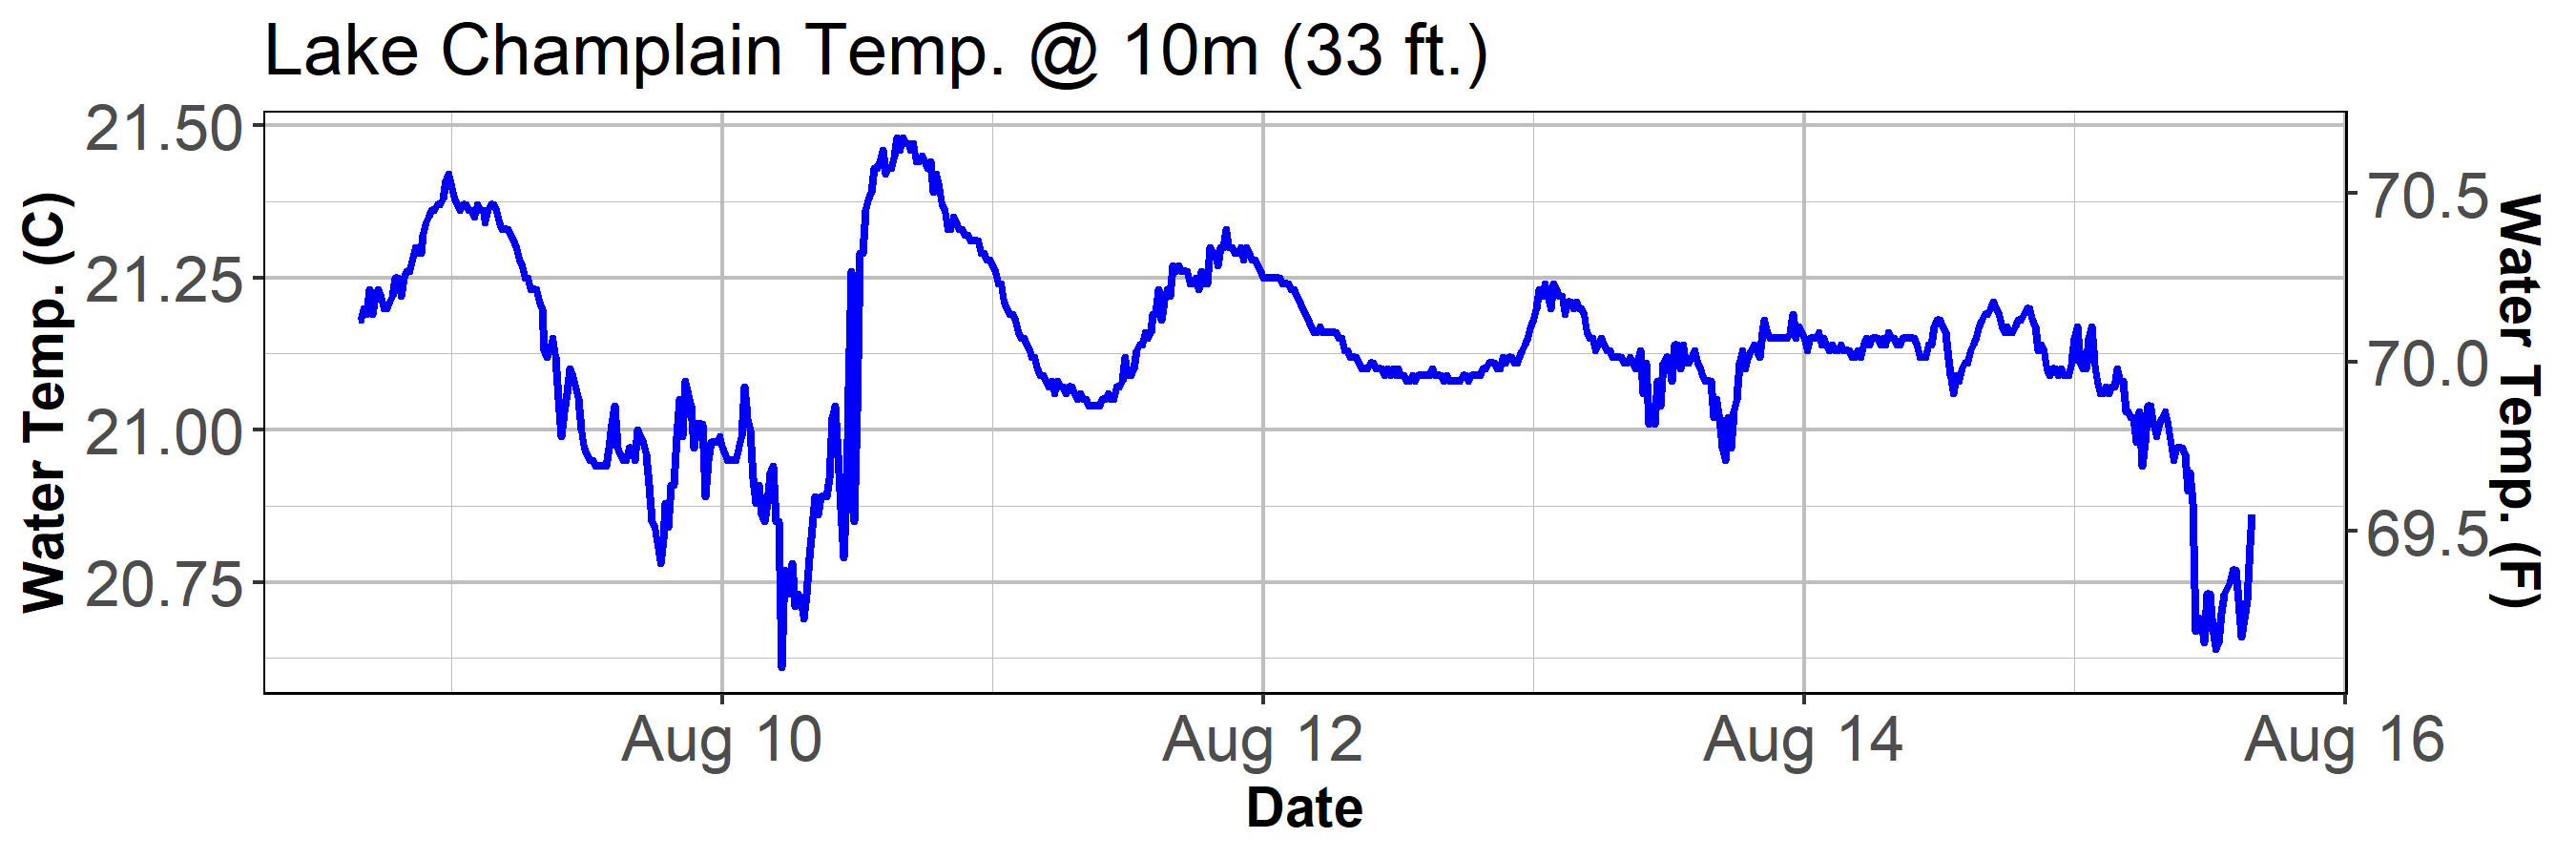 Lake Champlain Temp. @ 10m (33 ft.)
Water Temp. (C)
21.50
21.25
21.00
20.75
70.5
70.0
69.5
Water Temp. (F)
Aug 10
Aug 12
Aug 14
Aug 16
Date